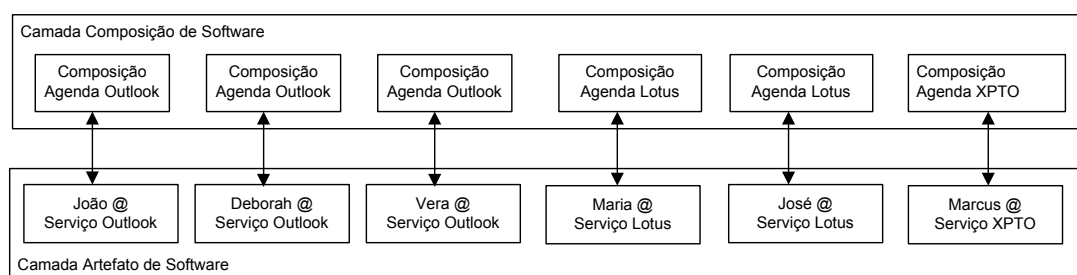 Camada Composição de Software
Composição
Agenda Outlook
Composição
Agenda Outlook
Composição
Agenda Outlook
Composição
Agenda Lotus
Composição
Agenda Lotus
Composição
Agenda XPTO
João @
Serviço Outlook
Deborah @
Serviço Outlook
Vera @
Serviço Outlook
Maria @
Serviço Lotus
José @
Serviço Lotus
Marcus @
Serviço XPTO
Camada Artefato de Software